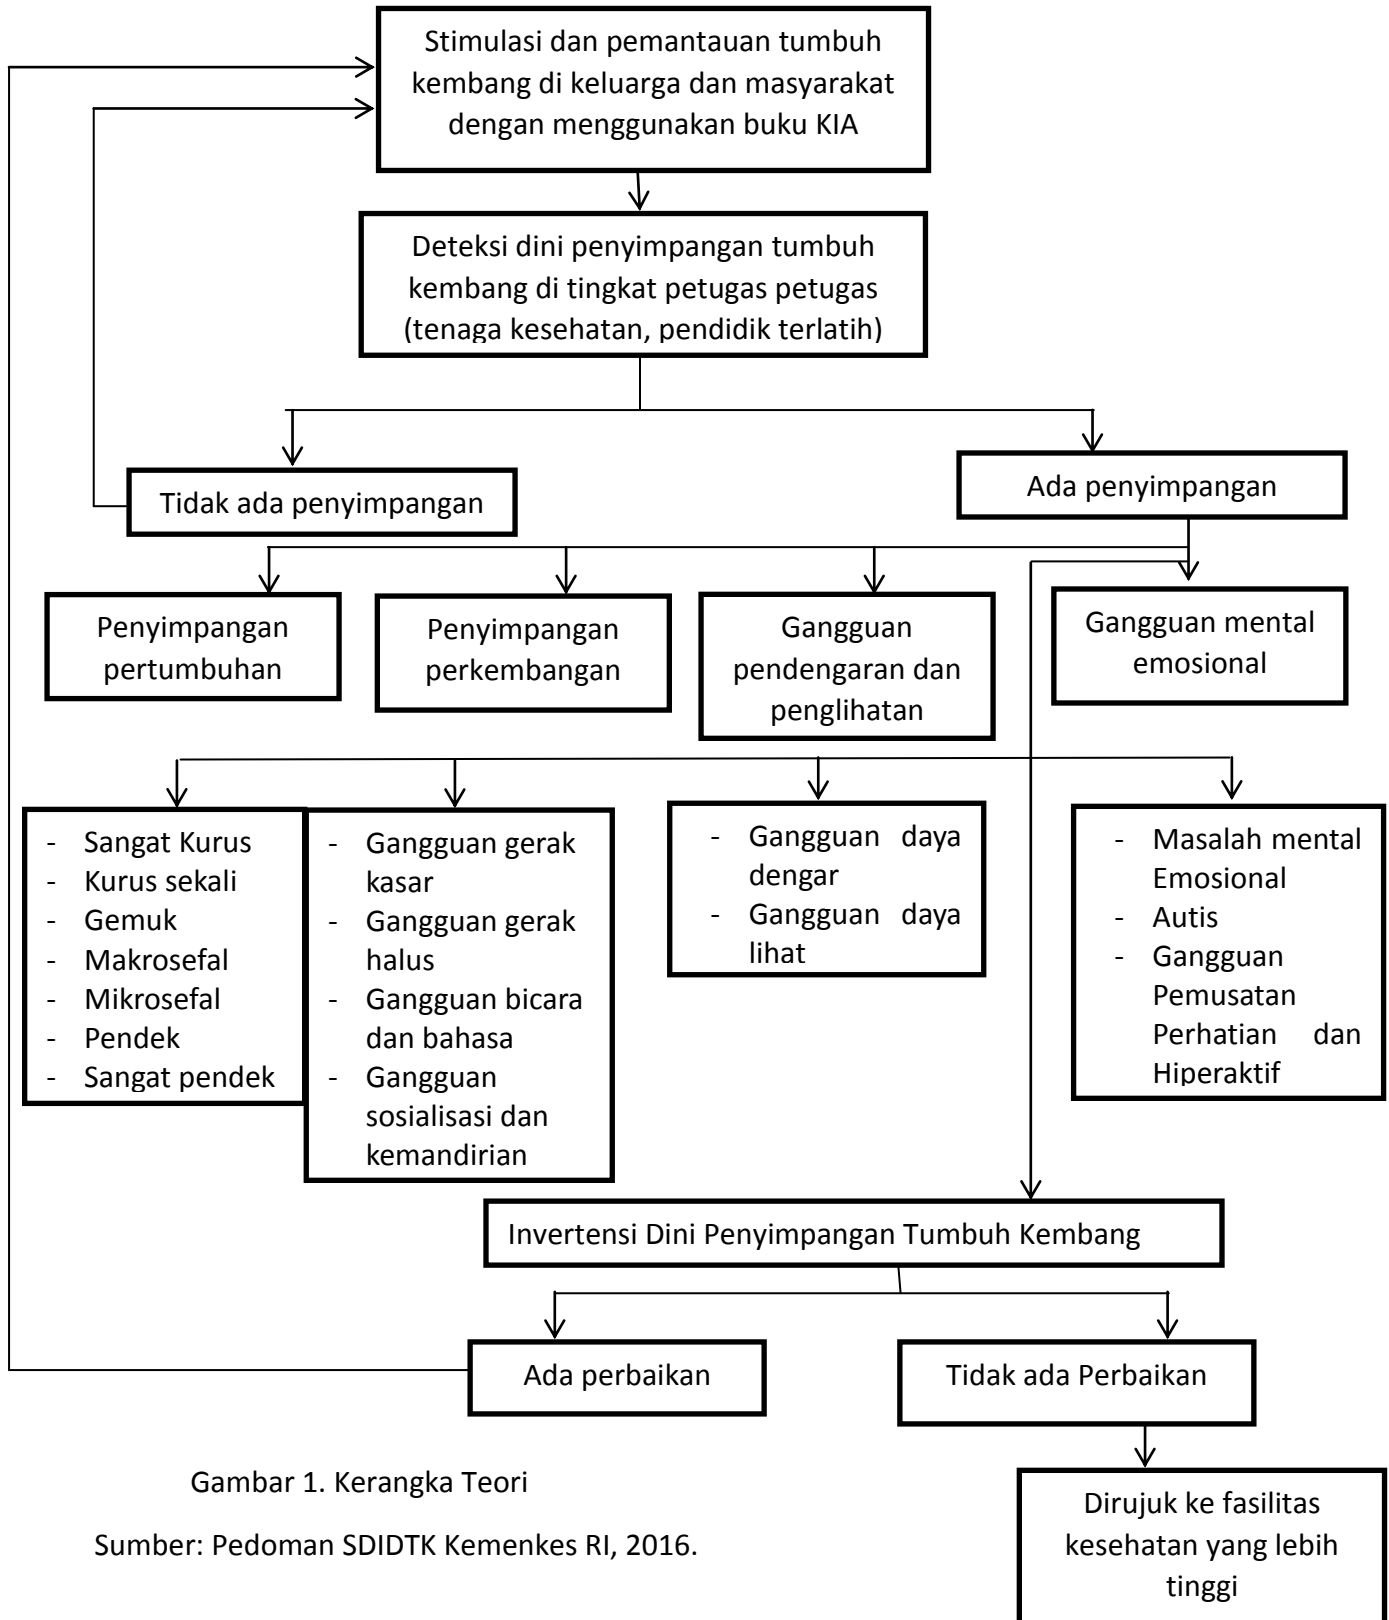 Stimulasi dan pemantauan tumbuh
kembang di keluarga dan masyarakat
dengan menggunakan buku KIA
Deteksi dini penyimpangan tumbuh
kembang di tingkat petugas petugas
(tenaga kesehatan, pendidik terlatih)
Tidak ada penyimpangan
Ada penyimpangan
Penyimpangan
pertumbuhan
Penyimpangan
perkembangan
Gangguan
pendengaran dan
penglihatan
Gangguan mental
emosional
- Sangat Kurus
- Kurus sekali
- Gemuk
- Makrosefal
- Mikrosefal
- Pendek
- Sangat pendek
- Gangguan gerak
kasar
- Gangguan gerak
halus
- Gangguan bicara
dan bahasa
- Gangguan
sosialisasi dan
kemandirian
- Gangguan daya
dengar
- Gangguan daya
lihat
- Masalah mental
Emosional
- Autis
- Gangguan
Pemusatan
Perhatian dan
Hiperaktif
Invertensi Dini Penyimpangan Tumbuh Kembang
Ada perbaikan
Tidak ada Perbaikan
Dirujuk ke fasilitas
kesehatan yang lebih
tinggi
Gambar 1. Kerangka Teori
Sumber: Pedoman SDIDTK Kemenkes RI, 2016.